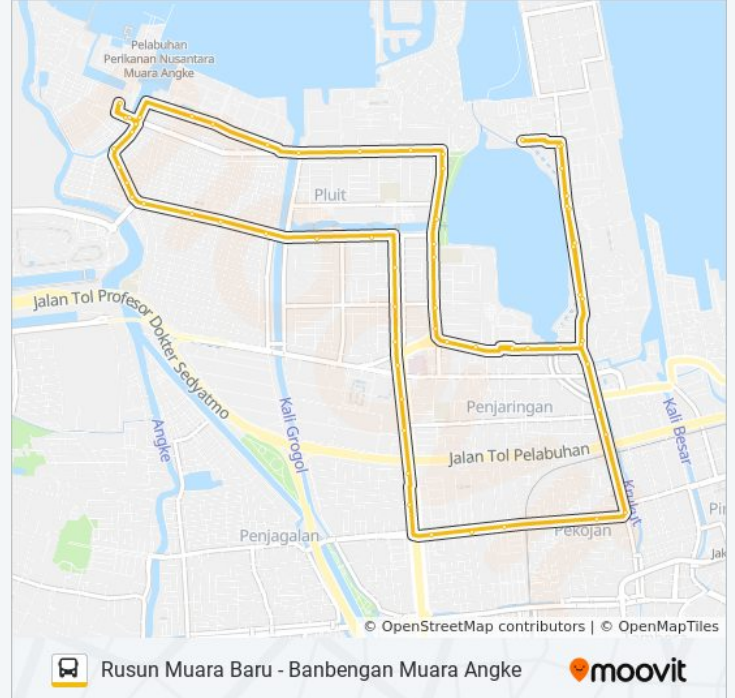 Pelabuhan
Perikanan Nusantara
Muara Angke
Pluit
Jalan Tol Profesor Dokter Sedyatmo
Angke
Kali Grogol
Penjaringan
Kali Besar
Jalan Tol Pelabuhan
Krukut
Penjagalan
Pekojan
© OpenStreetMap contributors | © OpenMapTiles
Rusun Muara Baru - Banbengan Muara Angke
moovit